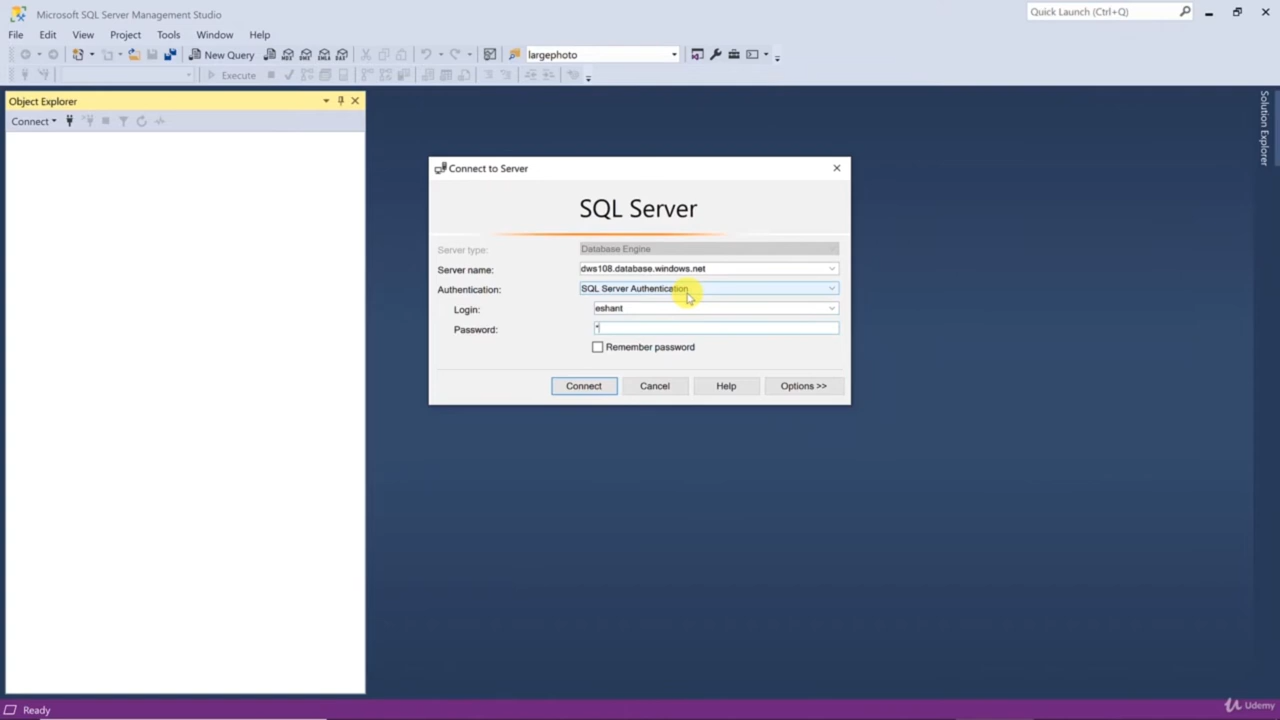 Microsoft SQL Server Management Studio
Quick Launch (Ctrl+Q)
File Edit View Project Tools Window Help
New Query
largephoto
Execute
Object Explorer
Connect
Solution Explorer
Connect to Server
SQL Server
Server type: Database Engine
Server name: dws108.database.windows.net
Authentication: SQL Server Authentication
Login: eshant
Password: *
Remember password
Connect Cancel Help Options >>
Ready
Udemy